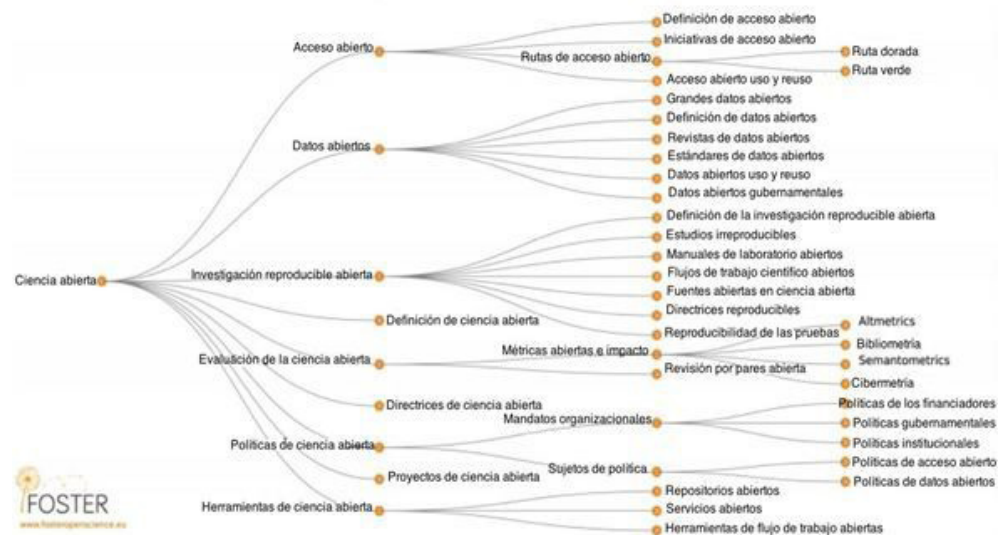 Ciencia abierta
Acceso abierto
Definición de acceso abierto
Iniciativas de acceso abierto
Rutas de acceso abierto
Ruta dorada
Ruta verde
Acceso abierto uso y reuso
Datos abiertos
Grandes datos abiertos
Definición de datos abiertos
Revistas de datos abiertos
Estándares de datos abiertos
Datos abiertos uso y reuso
Datos abiertos gubernamentales
Investigación reproducible abierta
Definición de la investigación reproducible abierta
Estudios irreproducibles
Manuales de laboratorio abiertos
Flujos de trabajo científico abiertos
Fuentes abiertas en ciencia abierta
Directrices reproducibles
Reproducibilidad de las pruebas
Definición de ciencia abierta
Evaluación de la ciencia abierta
Métricas abiertas e impacto
Altmetrics
Bibliometría
Semantometrics
Cibermetría
Revisión por pares abierta
Directrices de ciencia abierta
Políticas de ciencia abierta
Mandatos organizacionales
Políticas de los financiadores
Políticas gubernamentales
Políticas institucionales
Sujetos de política
Políticas de acceso abierto
Políticas de datos abiertos
Proyectos de ciencia abierta
Herramientas de ciencia abierta
Repositorios abiertos
Servicios abiertos
Herramientas de flujo de trabajo abiertas
FOSTER
www.fosteropenscience.eu